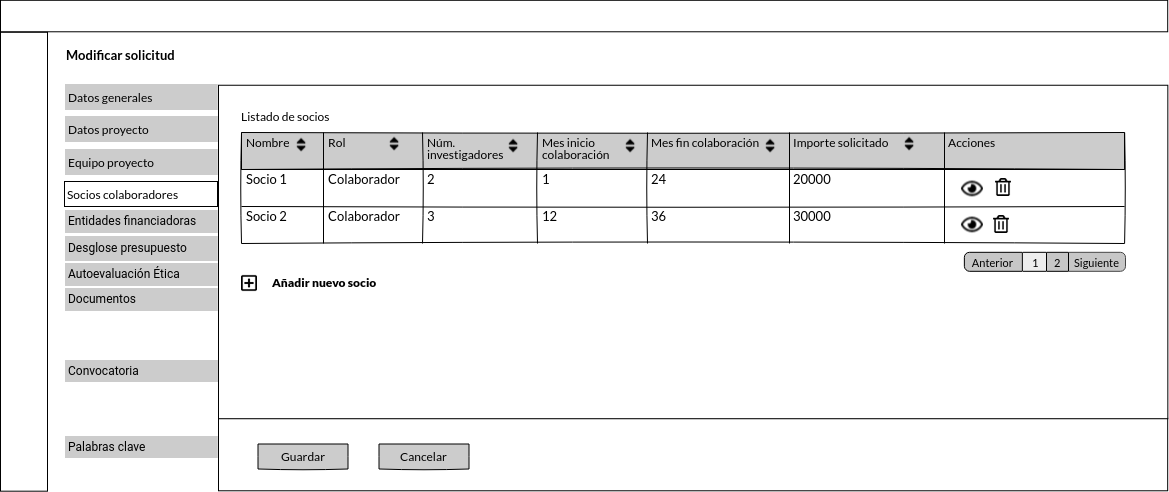 Modificar solicitud
Datos generales
Datos proyecto
Equipo proyecto
Socios colaboradores
Entidades financiadoras
Desglose presupuesto
Autoevaluación Ética
Documentos
Convocatoria
Palabras clave
Listado de socios
Nombre Rol Núm. investigadores Mes inicio colaboración Mes fin colaboración Importe solicitado Acciones
Socio 1 Colaborador 2 1 24 20000
Socio 2 Colaborador 3 12 36 30000
Anterior 1 2 Siguiente
Añadir nuevo socio
Guardar Cancelar